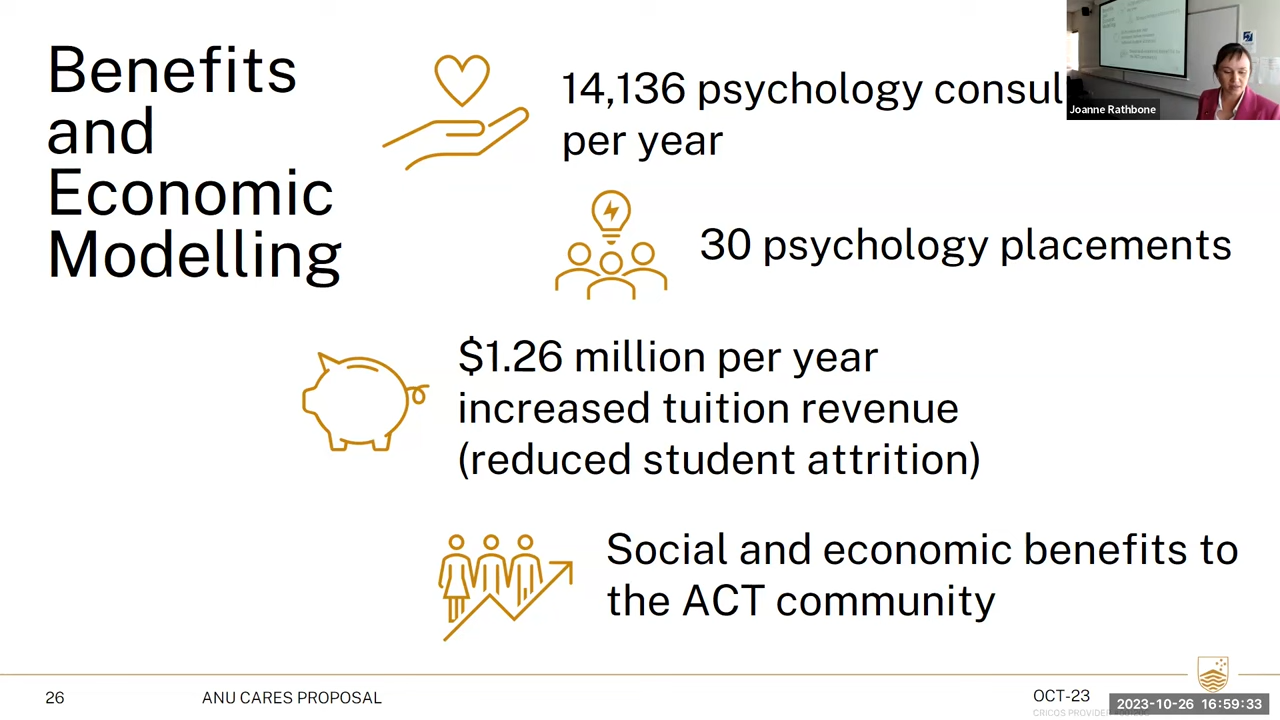 Benefits
and
Economic
Modelling
14,136 psychology consul
per year
Joanne Rathbone
30 psychology placements
$1.26 million per year
increased tuition revenue
(reduced student attrition)
Social and economic benefits to
the ACT community
26
ANU CARES PROPOSAL
OCT-23
CRICOS PROVIDER
2023-10-26 16:59:33